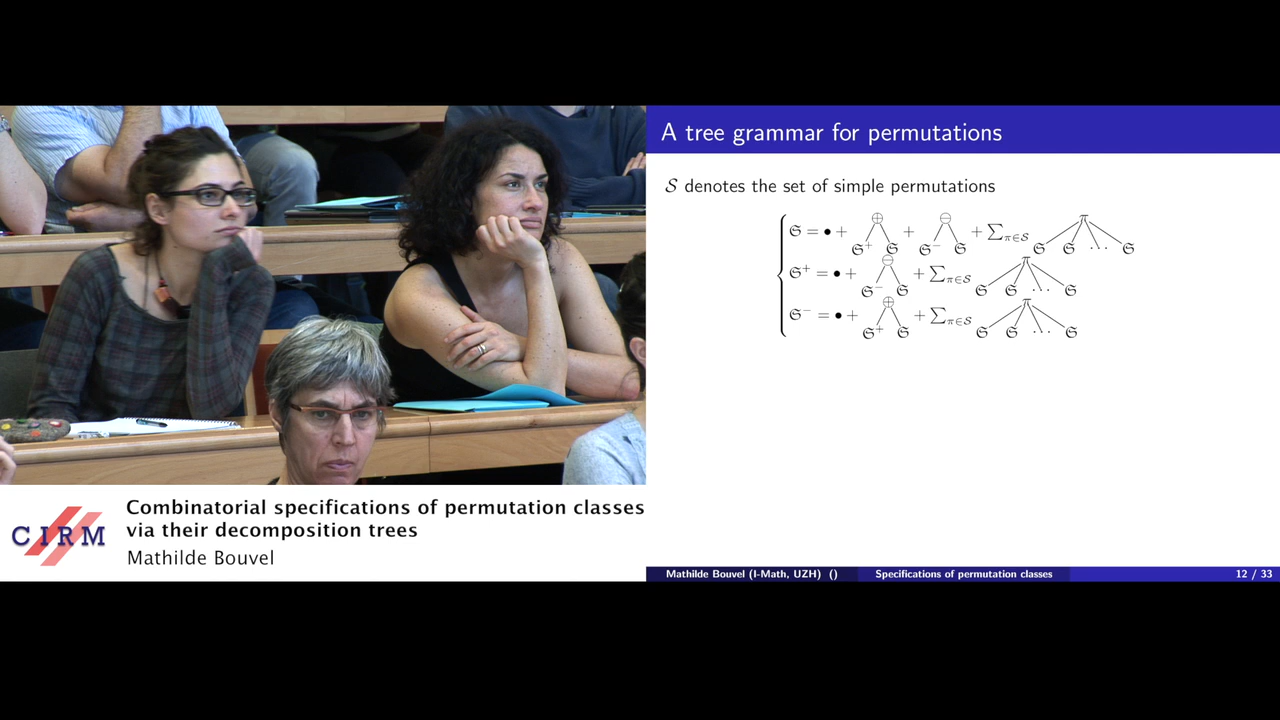 A tree grammar for permutations
𝒮 denotes the set of simple permutations
𝔖 = • + ⊕ 𝔖⁺ 𝔖 + ⊖ 𝔖⁻ 𝔖 + ∑π∈𝒮 π 𝔖 𝔖 ... 𝔖
𝔖⁺ = • + ⊖ 𝔖⁻ 𝔖 + ∑π∈𝒮 π 𝔖 𝔖 ... 𝔖
𝔖⁻ = • + ⊕ 𝔖⁺ 𝔖 + ∑π∈𝒮 π 𝔖 𝔖 ... 𝔖
CIRM
Combinatorial specifications of permutation classes
via their decomposition trees
Mathilde Bouvel
Mathilde Bouvel (I-Math, UZH) () Specifications of permutation classes 12 / 33